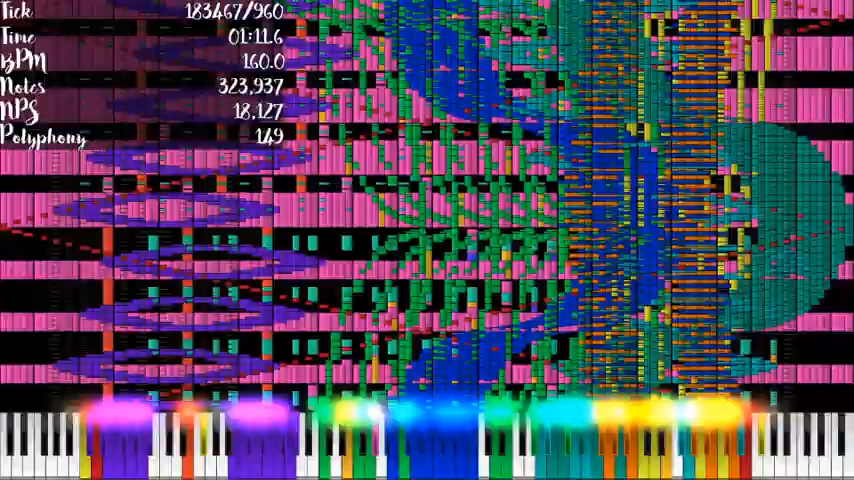 Tick 183467/960
Time 01:11.6
BPM 160.0
Notes 323,937
NPS 18,127
Polyphony 149